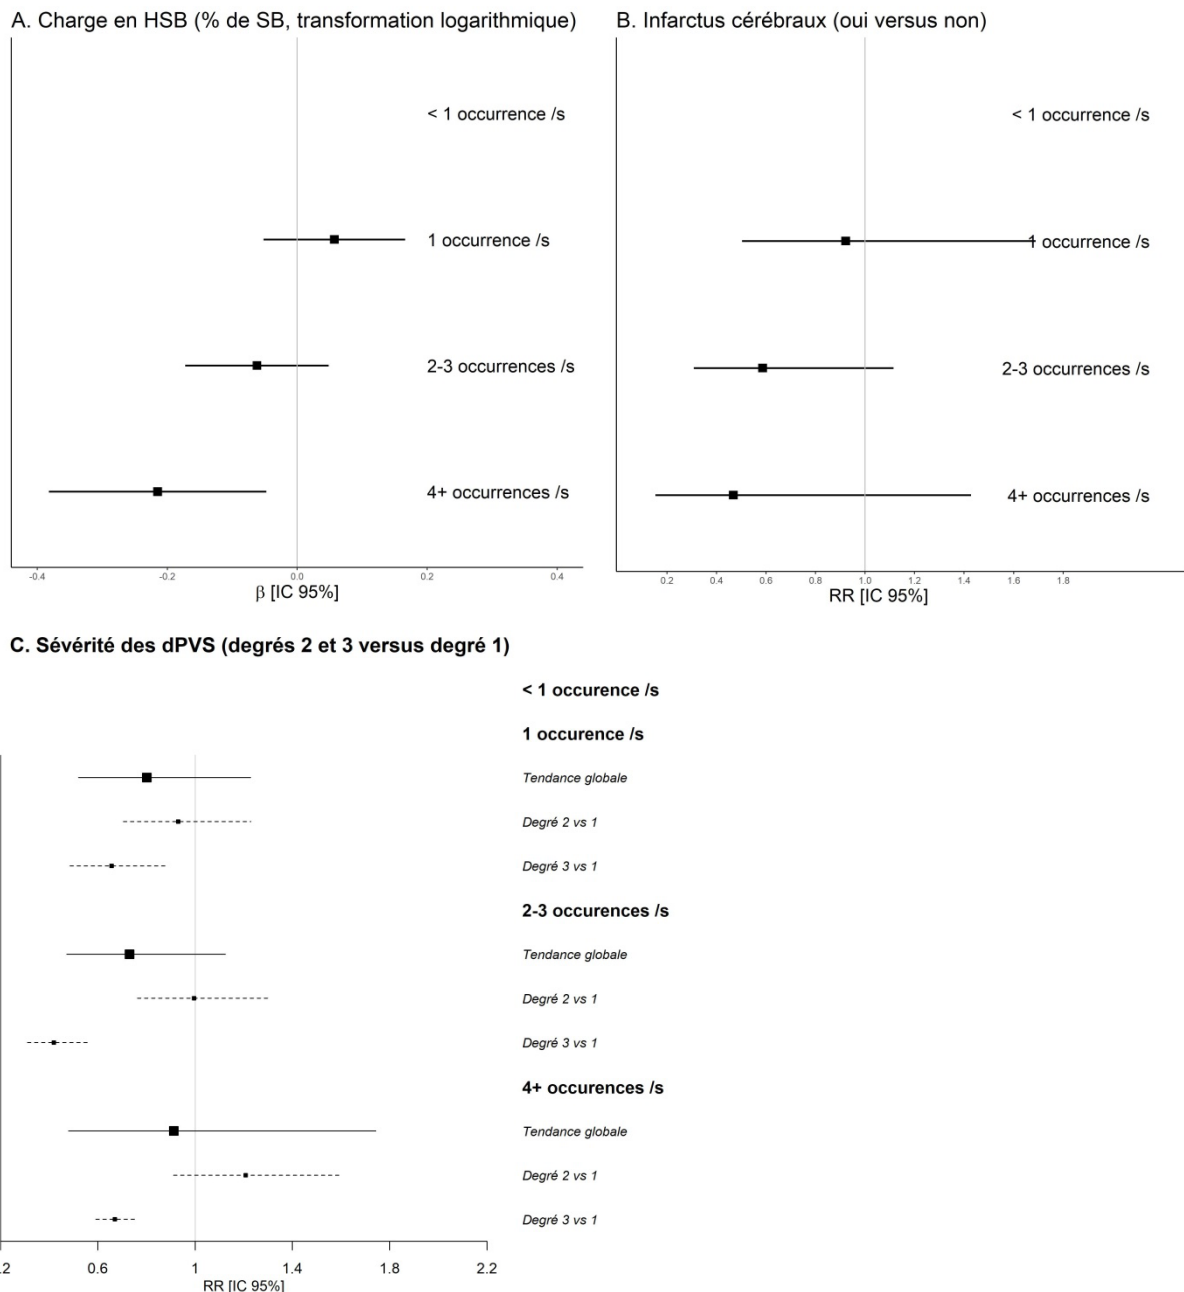 A. Charge en HSB (% de SB, transformation logarithmique)
B. Infarctus cérébraux (oui versus non)
< 1 occurrence /s
1 occurrence /s
2-3 occurrences /s
4+ occurrences /s
-0.4 -0.2 0.0 0.2 0.4
β [IC 95%]
< 1 occurrence /s
1 occurrence /s
2-3 occurrences /s
4+ occurrences /s
0.2 0.4 0.6 0.8 1.0 1.2 1.4 1.6 1.8
RR [IC 95%]
C. Sévérité des dPVS (degrés 2 et 3 versus degré 1)
< 1 occurence /s
1 occurence /s
Tendance globale
Degré 2 vs 1
Degré 3 vs 1
2-3 occurences /s
Tendance globale
Degré 2 vs 1
Degré 3 vs 1
4+ occurences /s
Tendance globale
Degré 2 vs 1
Degré 3 vs 1
.2 0.6 1 1.4 1.8 2.2
RR [IC 95%]